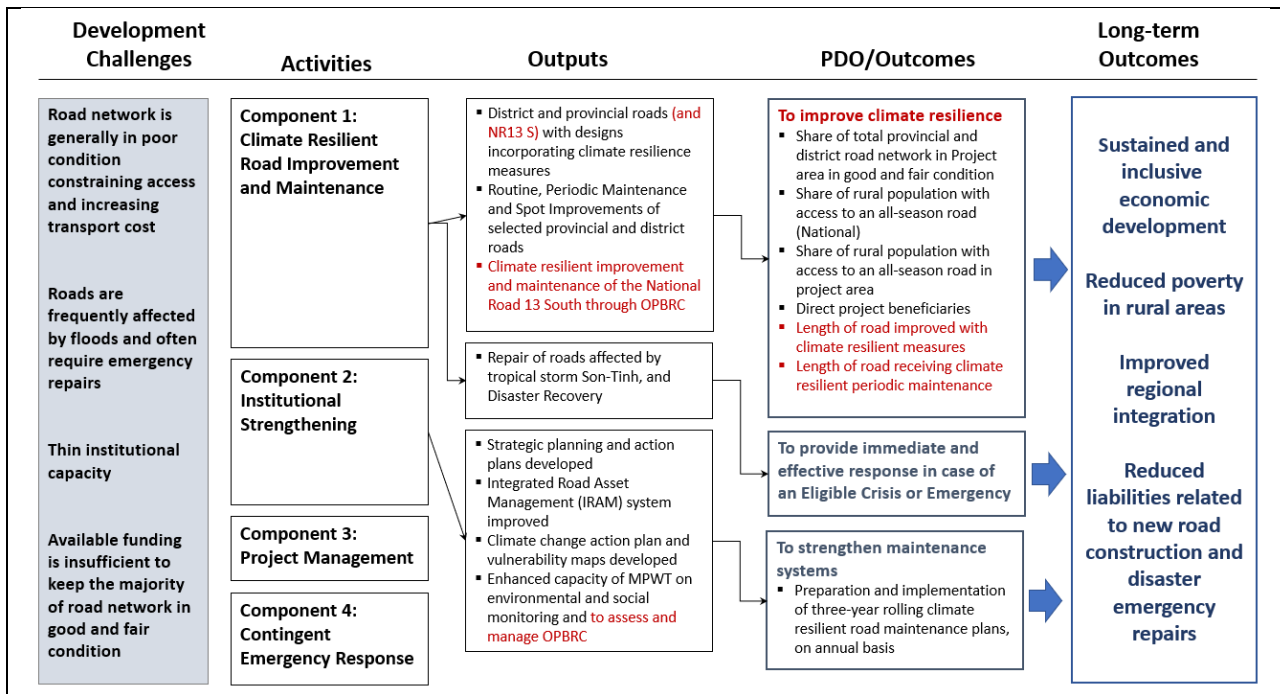 Development
Challenges
Activities
Outputs
PDO/Outcomes
Long-term
Outcomes
Road network is
generally in poor
condition
constraining access
and increasing
transport cost
Roads are
frequently affected
by floods and often
require emergency
repairs
Thin institutional
capacity
Available funding
is insufficient to
keep the majority
of road network in
good and fair
condition
Component 1:
Climate Resilient
Road Improvement
and Maintenance
Component 2:
Institutional
Strengthening
Component 3:
Project Management
Component 4:
Contingent
Emergency Response
▪ District and provincial roads (and
NR13 S) with designs
incorporating climate resilience
measures
▪ Routine, Periodic Maintenance
and Spot Improvements of
selected provincial and district
roads
▪ Climate resilient improvement
and maintenance of the National
Road 13 South through OPBRC
▪ Repair of roads affected by
tropical storm Son-Tinh, and
Disaster Recovery
▪ Strategic planning and action
plans developed
▪ Integrated Road Asset
Management (IRAM) system
improved
▪ Climate change action plan and
vulnerability maps developed
▪ Enhanced capacity of MPWT on
environmental and social
monitoring and to assess and
manage OPBRC
To improve climate resilience
▪ Share of total provincial and
district road network in Project
area in good and fair condition
▪ Share of rural population with
access to an all-season road
(National)
▪ Share of rural population with
access to an all-season road in
project area
▪ Direct project beneficiaries
▪ Length of road improved with
climate resilient measures
▪ Length of road receiving climate
resilient periodic maintenance
To provide immediate and
effective response in case of
an Eligible Crisis or Emergency
To strengthen maintenance
systems
▪ Preparation and implementation
of three-year rolling climate
resilient road maintenance plans,
on annual basis
Sustained and
inclusive
economic
development
Reduced poverty
in rural areas
Improved
regional
integration
Reduced
liabilities related
to new road
construction and
disaster
emergency
repairs